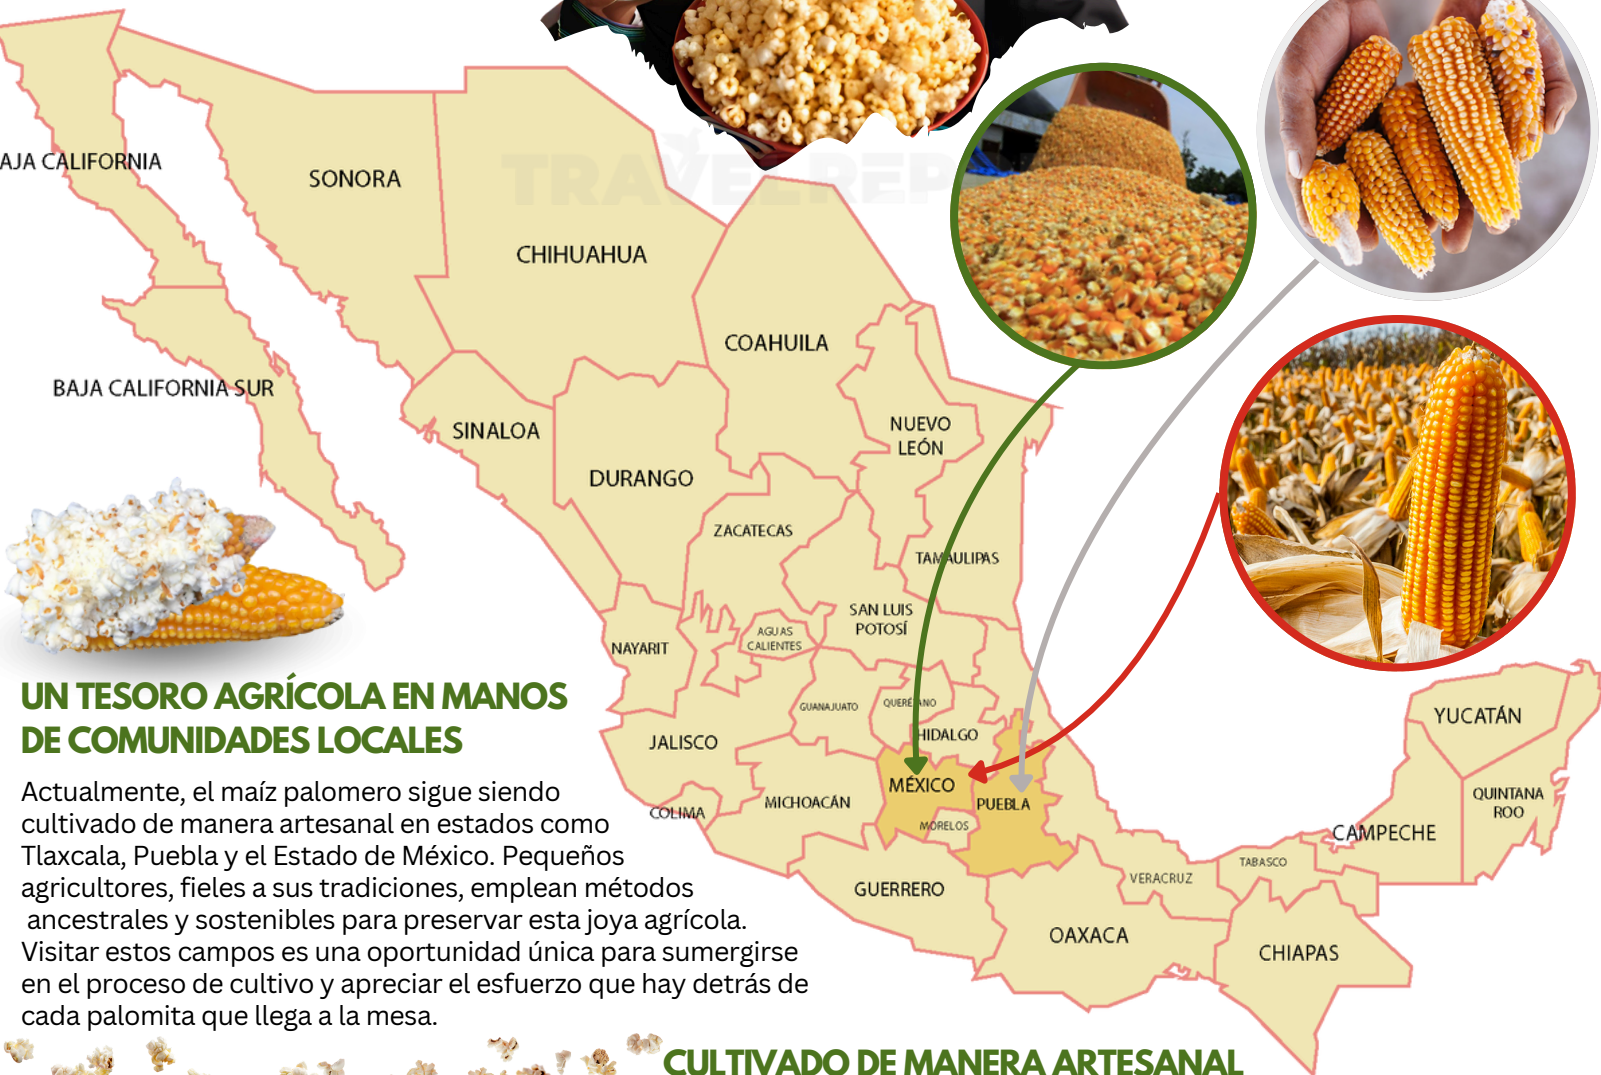 TRAVEL REP
AJA CALIFORNIA
SONORA
CHIHUAHUA
COAHUILA
BAJA CALIFORNIA SUR
SINALOA
NUEVO
LEÓN
DURANGO
ZACATECAS
TAMAULIPAS
SAN LUIS
POTOSÍ
AGUAS
CALIENTES
NAYARIT
GUANAJUATO
HIDALGO
JALISCO
MÉXICO
PUEBLA
MICHOACÁN
COLIMA
MORELOS
YUCATÁN
QUINTANA
ROO
CAMPECHE
TABASCO
VERACRUZ
GUERRERO
OAXACA
CHIAPAS
UN TESORO AGRÍCOLA EN MANOS
DE COMUNIDADES LOCALES
Actualmente, el maíz palomero sigue siendo
cultivado de manera artesanal en estados como
Tlaxcala, Puebla y el Estado de México. Pequeños
agricultores, fieles a sus tradiciones, emplean métodos
ancestrales y sostenibles para preservar esta joya agrícola.
Visitar estos campos es una oportunidad única para sumergirse
en el proceso de cultivo y apreciar el esfuerzo que hay detrás de
cada palomita que llega a la mesa.
CULTIVADO DE MANERA ARTESANAL